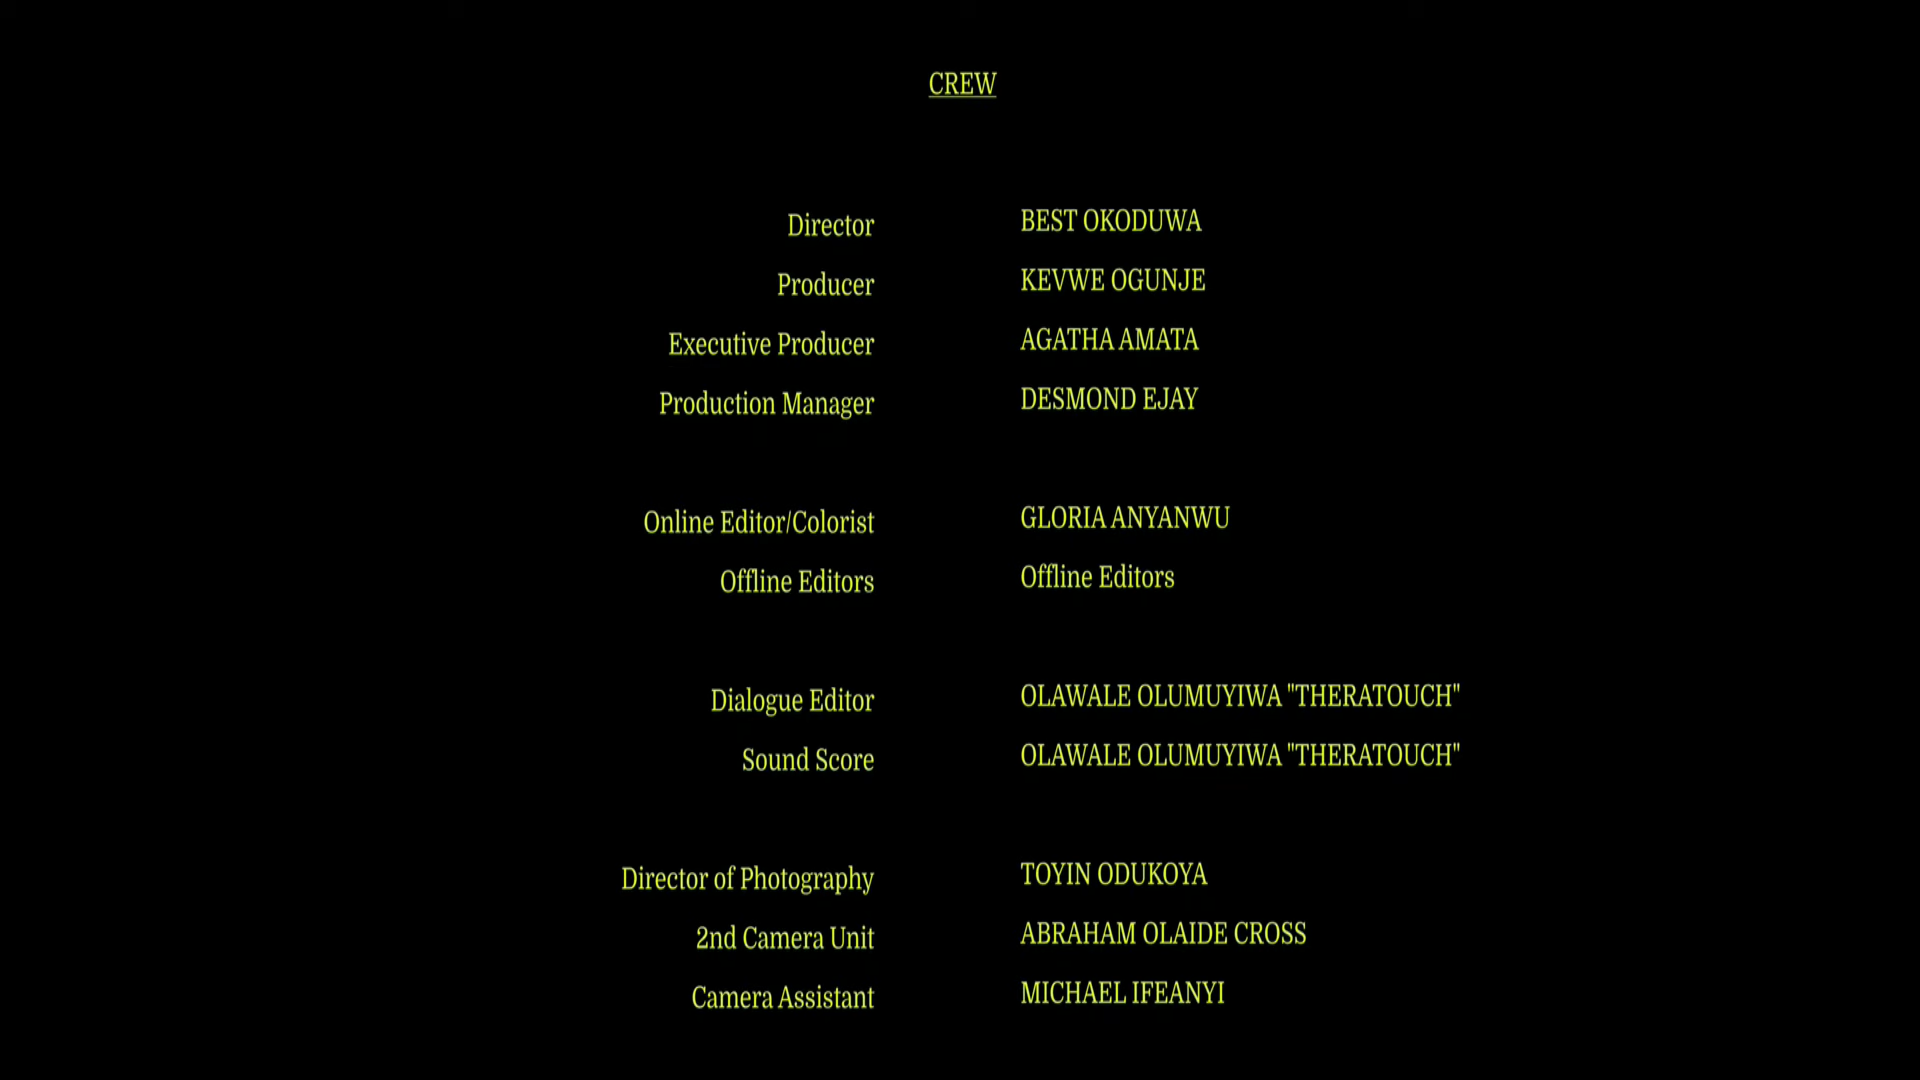 CREW
Director BEST OKODUWA
Producer KEVWE OGUNJE
Executive Producer AGATHA AMATA
Production Manager DESMOND EJAY
Online Editor/Colorist GLORIA ANYANWU
Offline Editors Offline Editors
Dialogue Editor OLAWALE OLUMUYIWA "THERATOUCH"
Sound Score OLAWALE OLUMUYIWA "THERATOUCH"
Director of Photography TOYIN ODUKOYA
2nd Camera Unit ABRAHAM OLAIDE CROSS
Camera Assistant MICHAEL IFEANYI